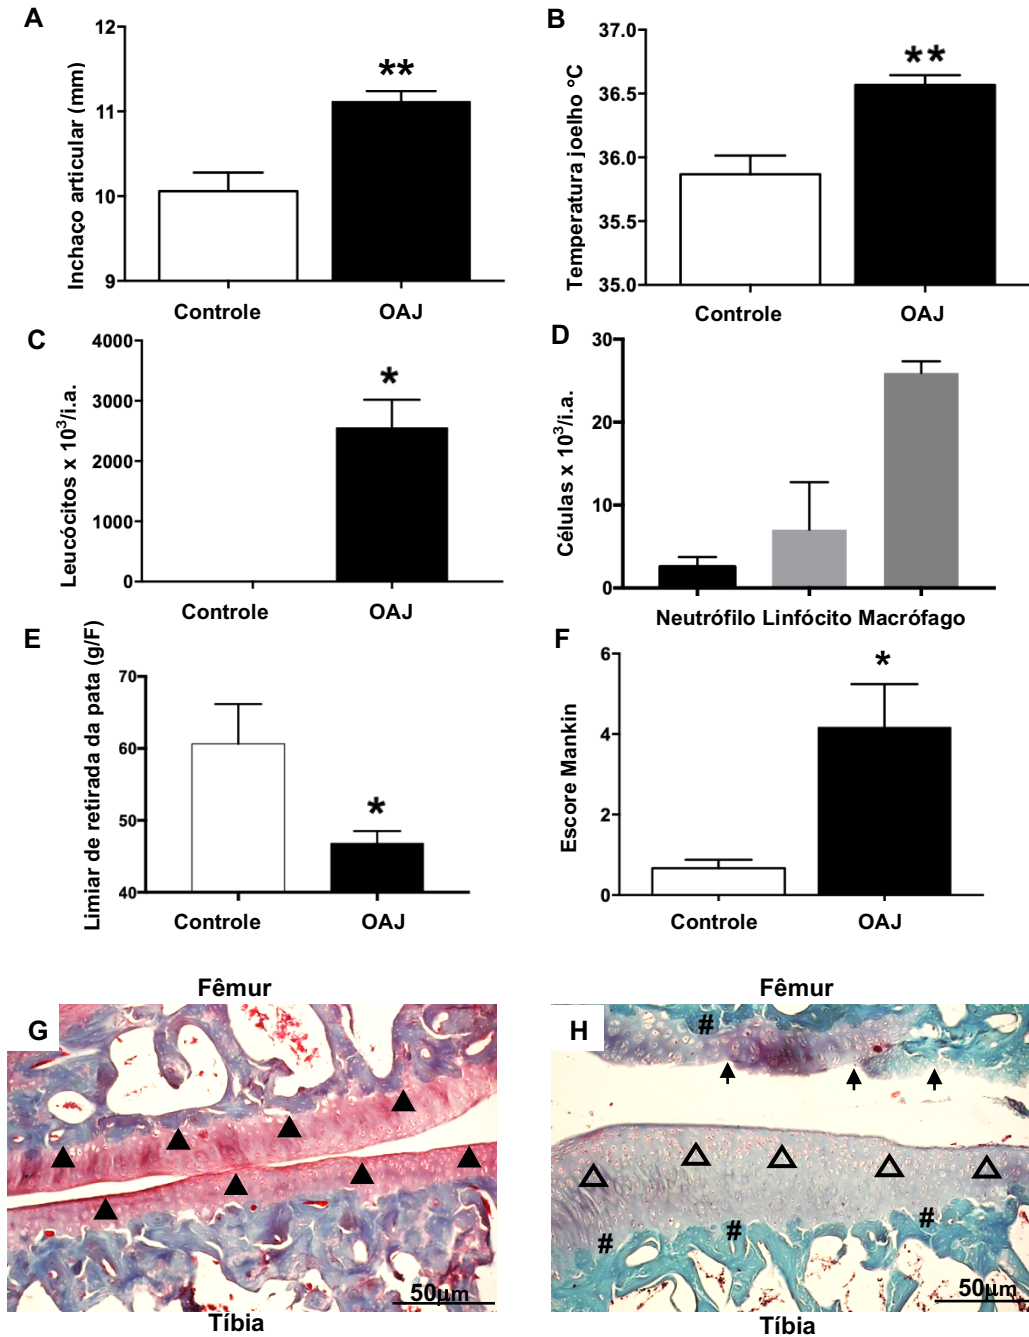 A
Inchaço articular (mm)
12
11
10
9
**
Controle OAJ
B
Temperatura joelho °C
37.0
36.5
36.0
35.5
35.0
**
Controle OAJ
C
Leucócitos x 10³/i.a.
4000
3000
2000
1000
0
*
Controle OAJ
D
Células x 10³/i.a.
30
20
10
0
Neutrófilo Linfócito Macrófago
E
Limiar de retirada da pata (g/F)
70
60
50
40
*
Controle OAJ
F
Escore Mankin
6
4
2
0
*
Controle OAJ
Fêmur
G
50µm
Tíbia
Fêmur
H
#
#
#
#
50µm
Tíbia